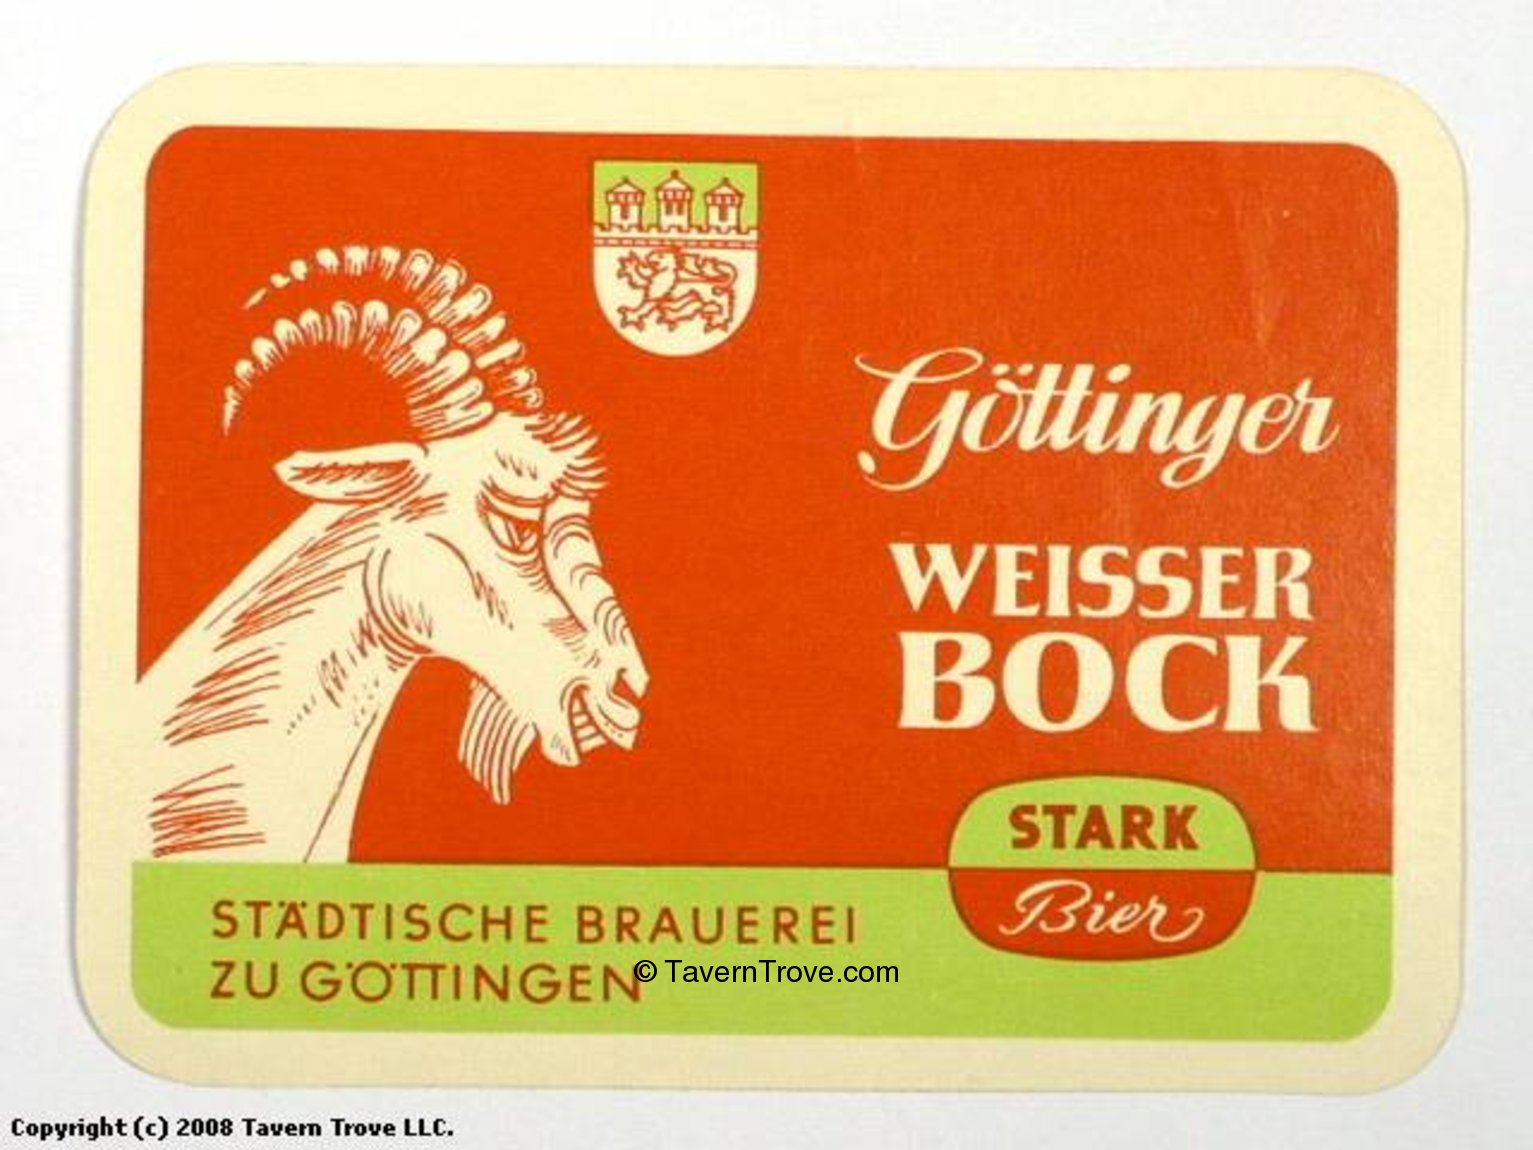 Göttinger
WEISSER
BOCK
STARK
Bier
STÄDTISCHE BRAUEREI
ZU GÖTTINGEN
© TavernTrove.com
Copyright (c) 2008 Tavern Trove LLC.